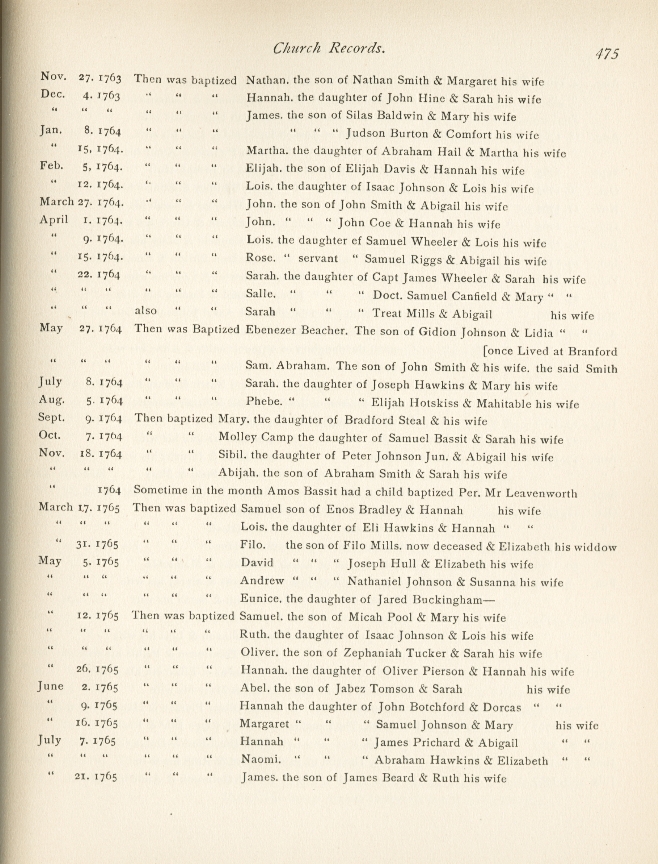 Church Records. 475
Nov. 27. 1763 Then was baptized Nathan. the son of Nathan Smith & Margaret his wife
Dec. 4. 1763 “ “ “ Hannah. the daughter of John Hine & Sarah his wife
“ “ “ “ “ “ James. the son of Silas Baldwin & Mary his wife
Jan. 8. 1764 “ “ “ “ “ “ Judson Burton & Comfort his wife
“ 15, 1764. “ “ “ Martha. the daughter of Abraham Hail & Martha his wife
Feb. 5, 1764. “ “ “ Elijah. the son of Elijah Davis & Hannah his wife
“ 12. 1764. “ “ “ Lois. the daughter of Isaac Johnson & Lois his wife
March 27. 1764. “ “ “ John. the son of John Smith & Abigail his wife
April 1. 1764. “ “ “ John. “ “ “ John Coe & Hannah his wife
“ 9. 1764. “ “ “ Lois. the daughter of Samuel Wheeler & Lois his wife
“ 15. 1764. “ “ “ Rose. “ servant “ Samuel Riggs & Abigail his wife
“ 22. 1764 “ “ “ Sarah. the daughter of Capt James Wheeler & Sarah his wife
“ “ “ “ “ “ Salle. “ “ “ Doct. Samuel Canfield & Mary “ “
“ “ “ also “ “ Sarah “ “ “ Treat Mills & Abigail his wife
May 27. 1764 Then was Baptized Ebenezer Beacher. The son of Gidion Johnson & Lidia “ “
[once Lived at Branford
“ “ “ “ “ “ Sam. Abraham. The son of John Smith & his wife. the said Smith
July 8. 1764 “ “ “ Sarah. the daughter of Joseph Hawkins & Mary his wife
Aug. 5. 1764 “ “ “ Phebe. “ “ “ Elijah Hotskiss & Mahitable his wife
Sept. 9. 1764 Then baptized Mary. the daughter of Bradford Steal & his wife
Oct. 7. 1764 “ “ Molley Camp the daughter of Samuel Bassit & Sarah his wife
Nov. 18. 1764 “ “ Sibil. the daughter of Peter Johnson Jun. & Abigail his wife
“ “ “ “ “ Abijah. the son of Abraham Smith & Sarah his wife
“ 1764 Sometime in the month Amos Bassit had a child baptized Per. Mr Leavenworth
March 17. 1765 Then was baptized Samuel son of Enos Bradley & Hannah his wife
“ “ “ “ “ “ Lois. the daughter of Eli Hawkins & Hannah “ “
“ 31. 1765 “ “ “ Filo. the son of Filo Mills. now deceased & Elizabeth his widdow
May 5. 1765 “ “ “ David “ “ “ Joseph Hull & Elizabeth his wife
“ “ “ “ “ “ Andrew “ “ “ Nathaniel Johnson & Susanna his wife
“ “ “ “ “ “ Eunice. the daughter of Jared Buckingham—
“ 12. 1765 Then was baptized Samuel. the son of Micah Pool & Mary his wife
“ “ “ “ “ “ Ruth. the daughter of Isaac Johnson & Lois his wife
“ “ “ “ “ “ Oliver. the son of Zephaniah Tucker & Sarah his wife
“ 26. 1765 “ “ “ Hannah. the daughter of Oliver Pierson & Hannah his wife
June 2. 1765 “ “ “ Abel. the son of Jabez Tomson & Sarah his wife
“ 9. 1765 “ “ “ Hannah the daughter of John Botchford & Dorcas “ “
“ 16. 1765 “ “ “ Margaret “ “ “ Samuel Johnson & Mary his wife
July 7. 1765 “ “ “ Hannah “ “ “ James Prichard & Abigail “ “
“ “ “ “ “ “ Naomi. “ “ “ Abraham Hawkins & Elizabeth “ “
“ 21. 1765 “ “ “ James. the son of James Beard & Ruth his wife